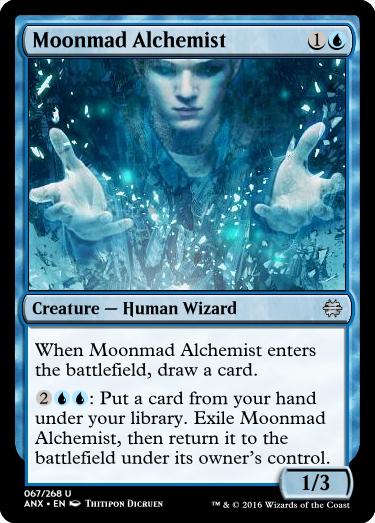 Moonmad Alchemist 1
Creature — Human Wizard
When Moonmad Alchemist enters
the battlefield, draw a card.
2: Put a card from your hand
under your library. Exile Moonmad
Alchemist, then return it to the
battlefield under its owner's control.
1/3
067/268 U
ANX • EN Thitipon Dicruen ™ & © 2016 Wizards of the Coast